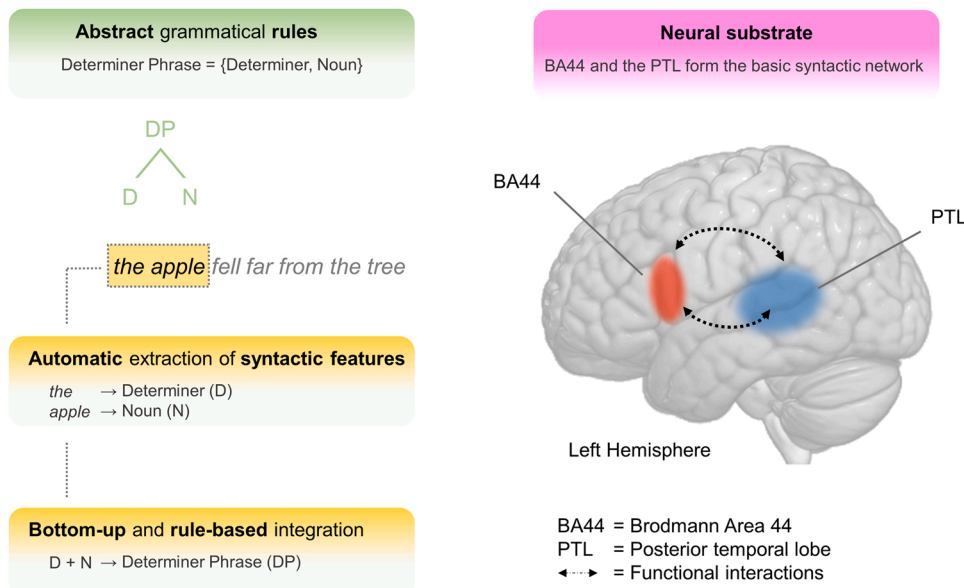 Abstract grammatical rules
Determiner Phrase = {Determiner, Noun}
DP
D N
the apple fell far from the tree
Automatic extraction of syntactic features
the → Determiner (D)
apple → Noun (N)
Bottom-up and rule-based integration
D + N → Determiner Phrase (DP)
Neural substrate
BA44 and the PTL form the basic syntactic network
BA44
PTL
Left Hemisphere
BA44 = Brodmann Area 44
PTL = Posterior temporal lobe
= Functional interactions